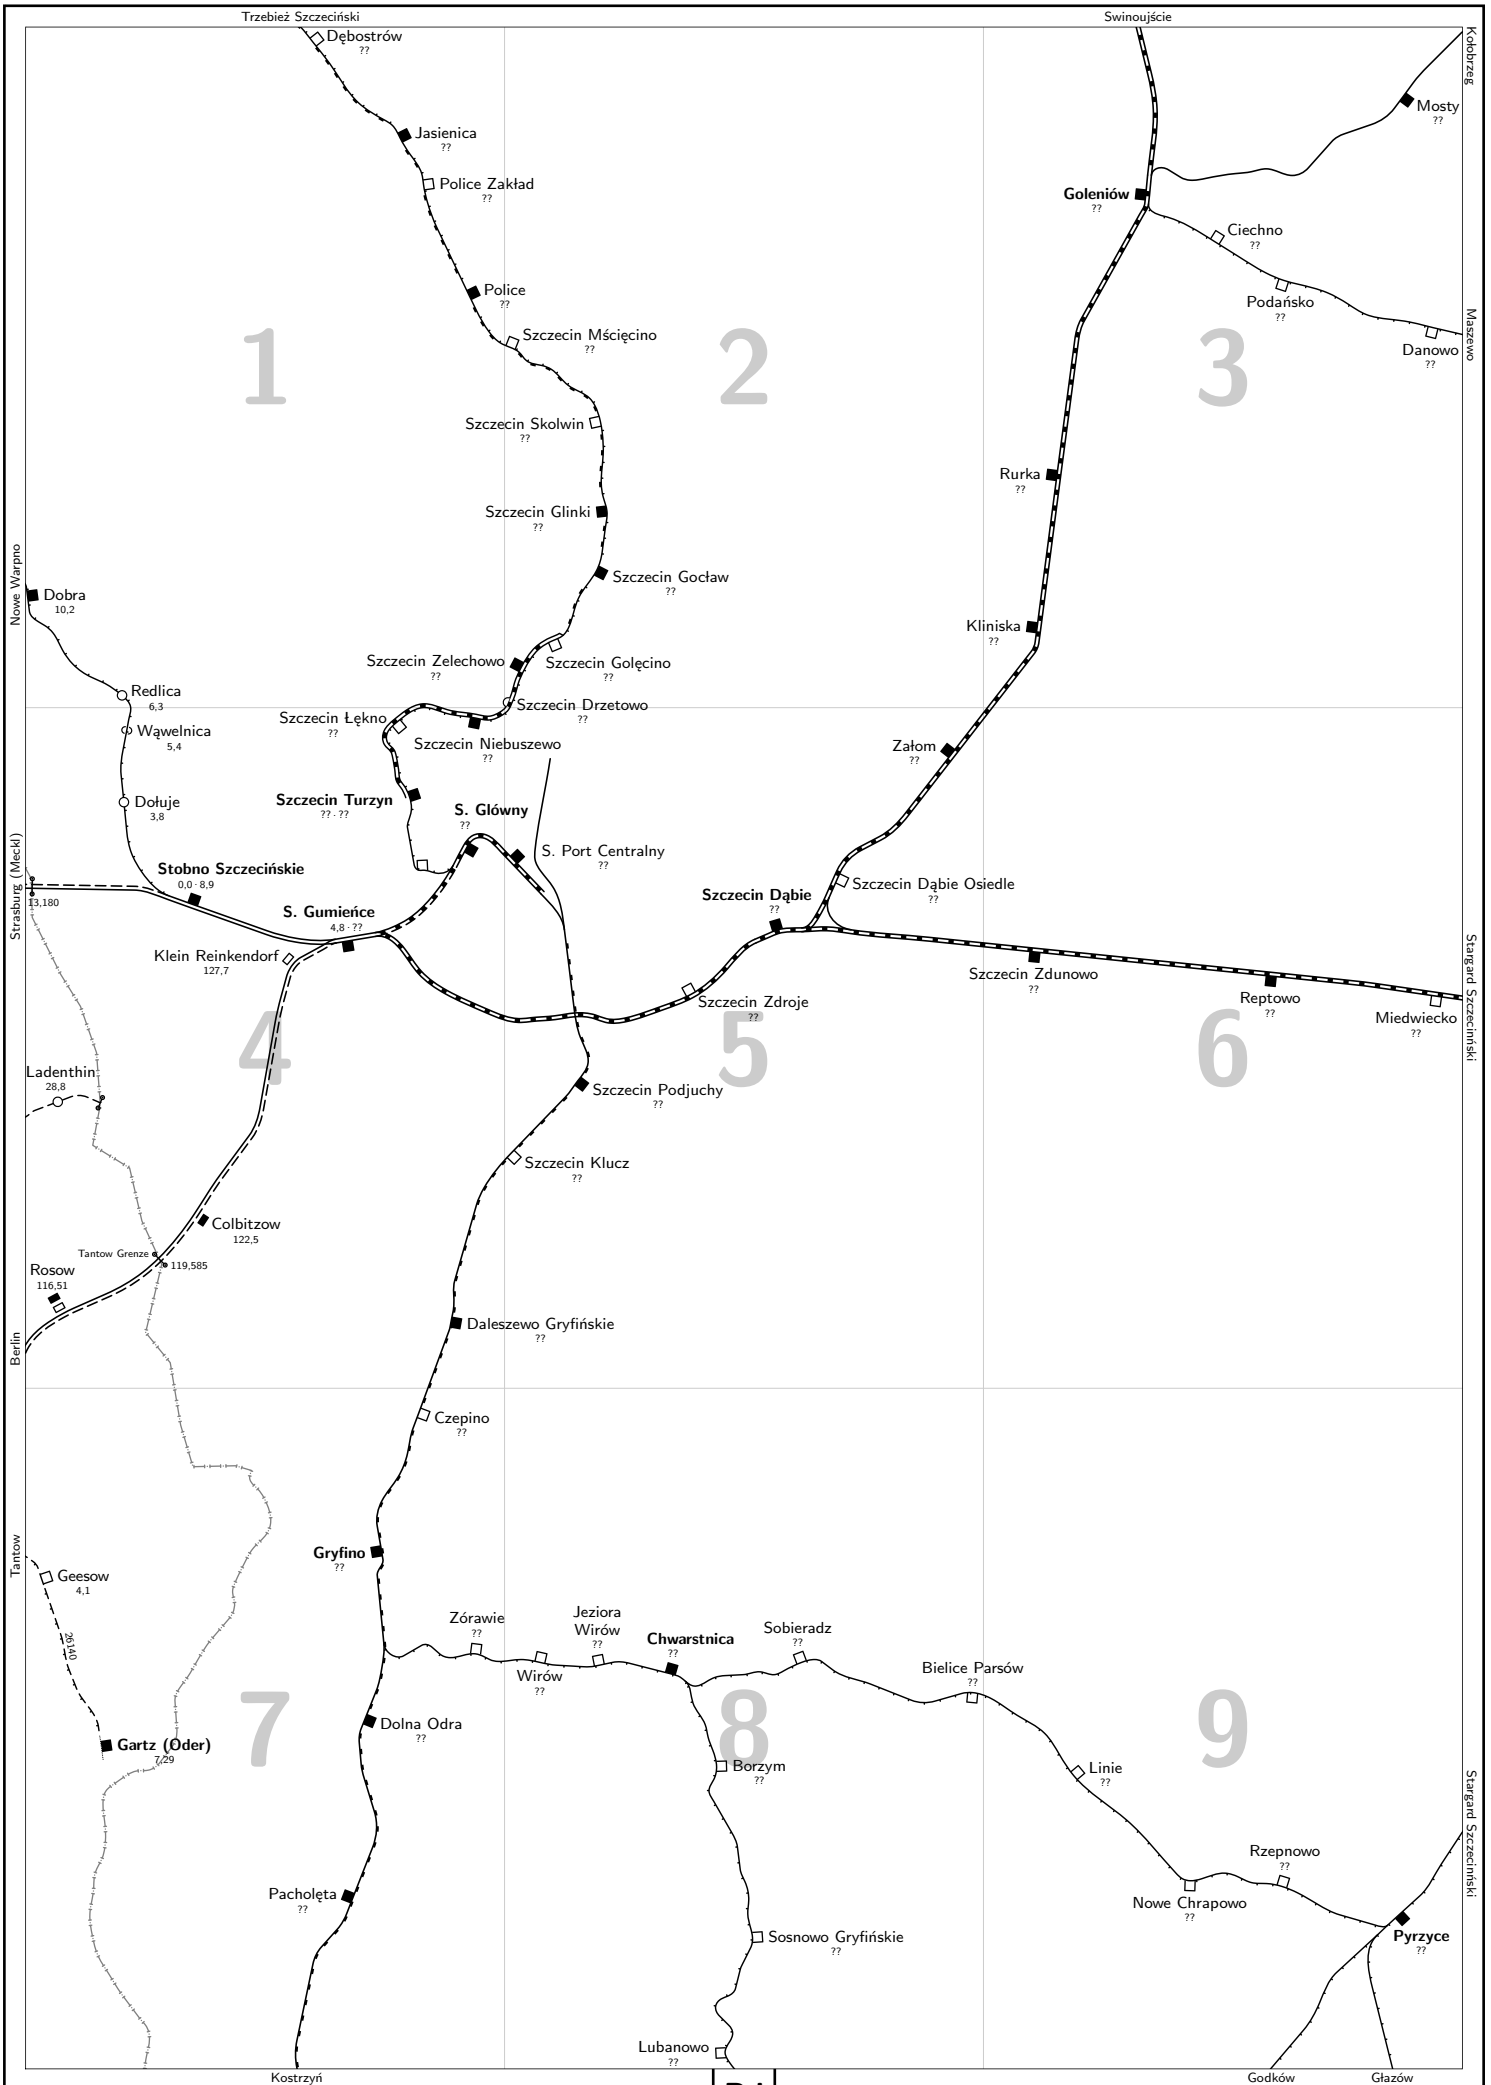 Trzebież Szczeciński
Swinoujście
Kołobrzeg
Dębostrów
??
Mosty
??
Jasienica
??
Police Zakład
??
Goleniów
??
Ciechno
??
Police
??
Podańsko
??
Szczecin Mścięcino
??
Maszewo
Danowo
??
1
2
3
Szczecin Skolwin
??
Rurka
??
Szczecin Glinki
??
Nowe Warpno
Szczecin Gocław
??
Dobra
10,2
Kliniska
??
Szczecin Zelechowo
??
Szczecin Golęcino
??
Redlica
6,3
Szczecin Drzetowo
??
Szczecin Łękno
??
Wąwelnica
5,4
Szczecin Niebuszewo
??
Załom
??
Szczecin Turzyn
?? · ??
Dołuje
3,8
S. Glówny
??
S. Port Centralny
??
Strasburg (Meckl)
Stobno Szczecińskie
0,0 · 8,9
Szczecin Dąbie Osiedle
??
Szczecin Dąbie
??
13,180
S. Gumieńce
4,8 · ??
Klein Reinkendorf
127,7
Szczecin Zdunowo
??
Stargard Szczecinński
Szczecin Zdroje
??
Reptowo
??
Miedwiecko
??
4
5
6
Ladenthin
28,8
Szczecin Podjuchy
??
Szczecin Klucz
??
Colbitzow
122,5
Tantow Grenze
119,585
Rosow
116,51
Berlin
Daleszewo Gryfińskie
??
Czepino
??
Tantow
Gryfino
??
Geesow
4,1
26140
Zórawie
??
Jeziora
Wirów
??
Chwarstnica
??
Sobieradz
??
Wirów
??
Bielice Parsów
??
Dolna Odra
??
Gartz (Oder)
7,29
7
8
9
Borzym
??
Linie
??
Stargard Szczecinński
Rzepnowo
??
Pacholęta
??
Nowe Chrapowo
??
Sosnowo Gryfińskie
??
Pyrzyce
??
Lubanowo
??
Kostrzyń
Godków
Głazów